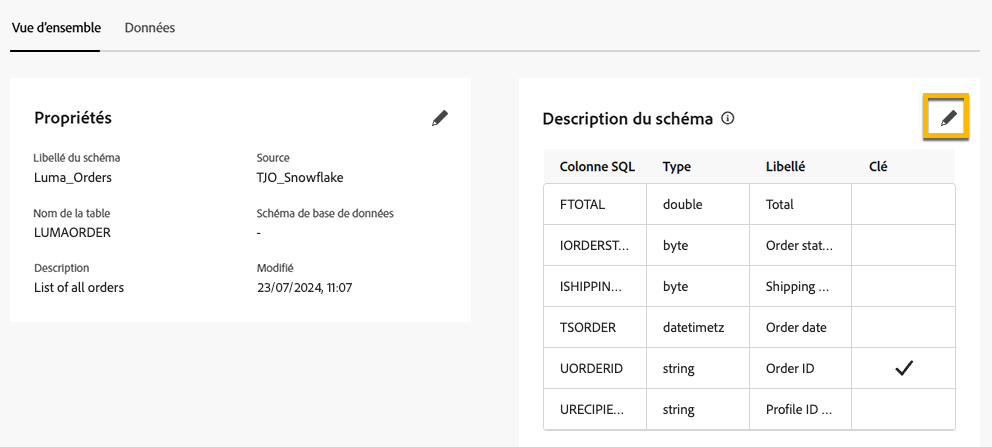 Vue d'ensemble Données
Propriétés
Libellé du schéma Source
Luma_Orders TJO_Snowflake
Nom de la table Schéma de base de données
LUMAORDER -
Description Modifié
List of all orders 23/07/2024, 11:07
Description du schéma
Colonne SQL Type Libellé Clé
FTOTAL double Total
IORDERST... byte Order stat...
ISHIPPIN... byte Shipping ...
TSORDER datetimetz Order date
UORDERID string Order ID
URECIPIE... string Profile ID ...